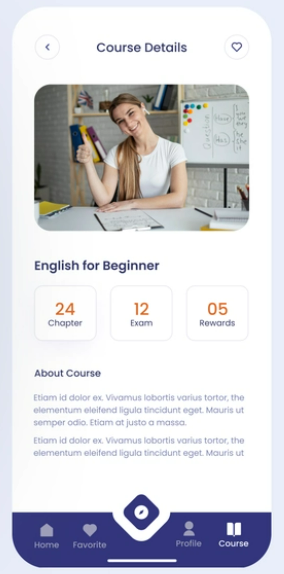 Course Details
English for Beginner
24
Chapter
12
Exam
05
Rewards
About Course
Etiam id dolor ex. Vivamus lobortis varius tortor, the
elementum eleifend ligula tincidunt eget. Mauris ut
semper odio. Etiam at justo a massa.
Etiam id dolor ex. Vivamus lobortis varius tortor, the
elementum eleifend ligula tincidunt eget. Mauris ut
Home
Favorite
Profile
Course